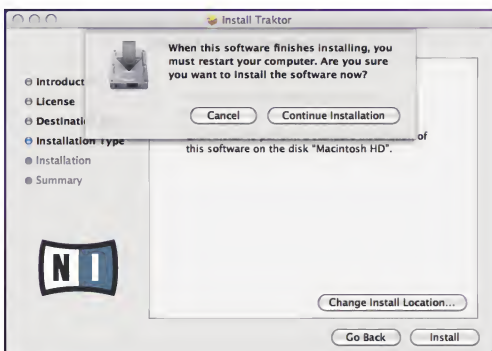 Install Traktor
When this software finishes installing, you
must restart your computer. Are you sure
you want to install the software now?
Cancel
Continue Installation
Introduct
License
Destinati
Installation Type
Installation
Summary
of
this software on the disk "Macintosh HD".
N I
Change Install Location...
Go Back
Install